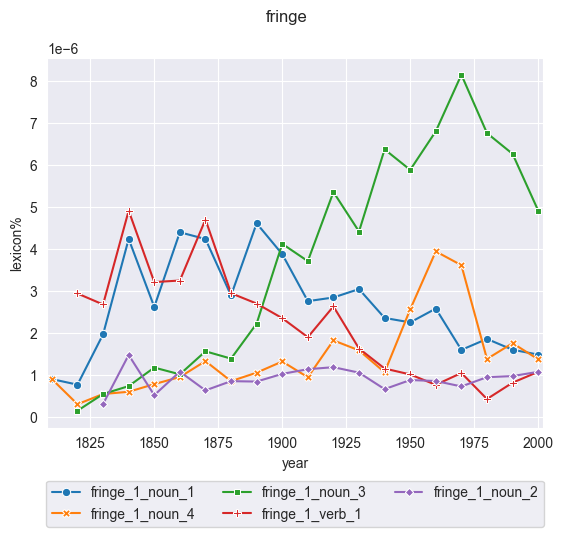 fringe
1e−6
8
7
6
5
4
3
2
1
0
lexicon%
1825 1850 1875 1900 1925 1950 1975 2000
year
fringe_1_noun_1 fringe_1_noun_3 fringe_1_noun_2
fringe_1_noun_4 fringe_1_verb_1